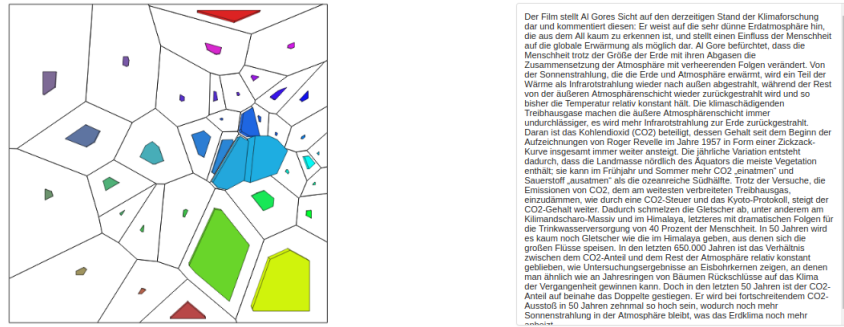 Der Film stellt Al Gores Sicht auf den derzeitigen Stand der Klimaforschung
dar und kommentiert diesen: Er weist auf die sehr dünne Erdatmosphäre hin,
die aus dem All kaum zu erkennen ist, und stellt einen Einfluss der Menschheit
auf die globale Erwärmung als möglich dar. Al Gore befürchtet, dass die
Menschheit trotz der Größe der Erde mit ihren Abgasen die
Zusammensetzung der Atmosphäre mit verheerenden Folgen verändert. Von
der Sonnenstrahlung, die die Erde und Atmosphäre erwärmt, wird ein Teil der
Wärme als Infrarotstrahlung wieder nach außen abgestrahlt, während der Rest
von der äußeren Atmosphärenschicht wieder zurückgestrahlt wird und so
bisher die Temperatur relativ konstant hält. Die klimaschädigenden
Treibhausgase machen die äußere Atmosphärenschicht immer
undurchlässiger, es wird mehr Infrarotstrahlung zur Erde zurückgestrahlt.
Daran ist das Kohlendioxid (CO2) beteiligt, dessen Gehalt seit dem Beginn der
Aufzeichnungen von Roger Revelle im Jahre 1957 in Form einer Zickzack-
Kurve insgesamt immer weiter ansteigt. Die jährliche Variation entsteht
dadurch, dass die Landmasse nördlich des Äquators die meiste Vegetation
enthält; sie kann im Frühjahr und Sommer mehr CO2 „einatmen“ und
Sauerstoff „ausatmen“ als die ozeanreiche Südhälfte. Trotz der Versuche, die
Emissionen von CO2, dem am weitesten verbreiteten Treibhausgas,
einzudämmen, wie durch eine CO2-Steuer und das Kyoto-Protokoll, steigt der
CO2-Gehalt weiter. Dadurch schmelzen die Gletscher ab, unter anderem am
Kilimandscharo-Massiv und im Himalaya, letzteres mit dramatischen Folgen für
die Trinkwasserversorgung von 40 Prozent der Menschheit. In 50 Jahren wird
es kaum noch Gletscher wie die im Himalaya geben, aus denen sich die
großen Flüsse speisen. In den letzten 650.000 Jahren ist das Verhältnis
zwischen dem CO2-Anteil und dem Rest der Atmosphäre relativ konstant
geblieben, wie Untersuchungsergebnisse an Eisbohrkernen zeigen, an denen
man ähnlich wie an Jahresringen von Bäumen Rückschlüsse auf das Klima
der Vergangenheit gewinnen kann. Doch in den letzten 50 Jahren ist der CO2-
Anteil auf beinahe das Doppelte gestiegen. Er wird bei fortschreitendem CO2-
Ausstoß in 50 Jahren zehnmal so hoch sein, wodurch noch mehr
Sonnenstrahlung in der Atmosphäre bleibt, was das Erdklima noch mehr